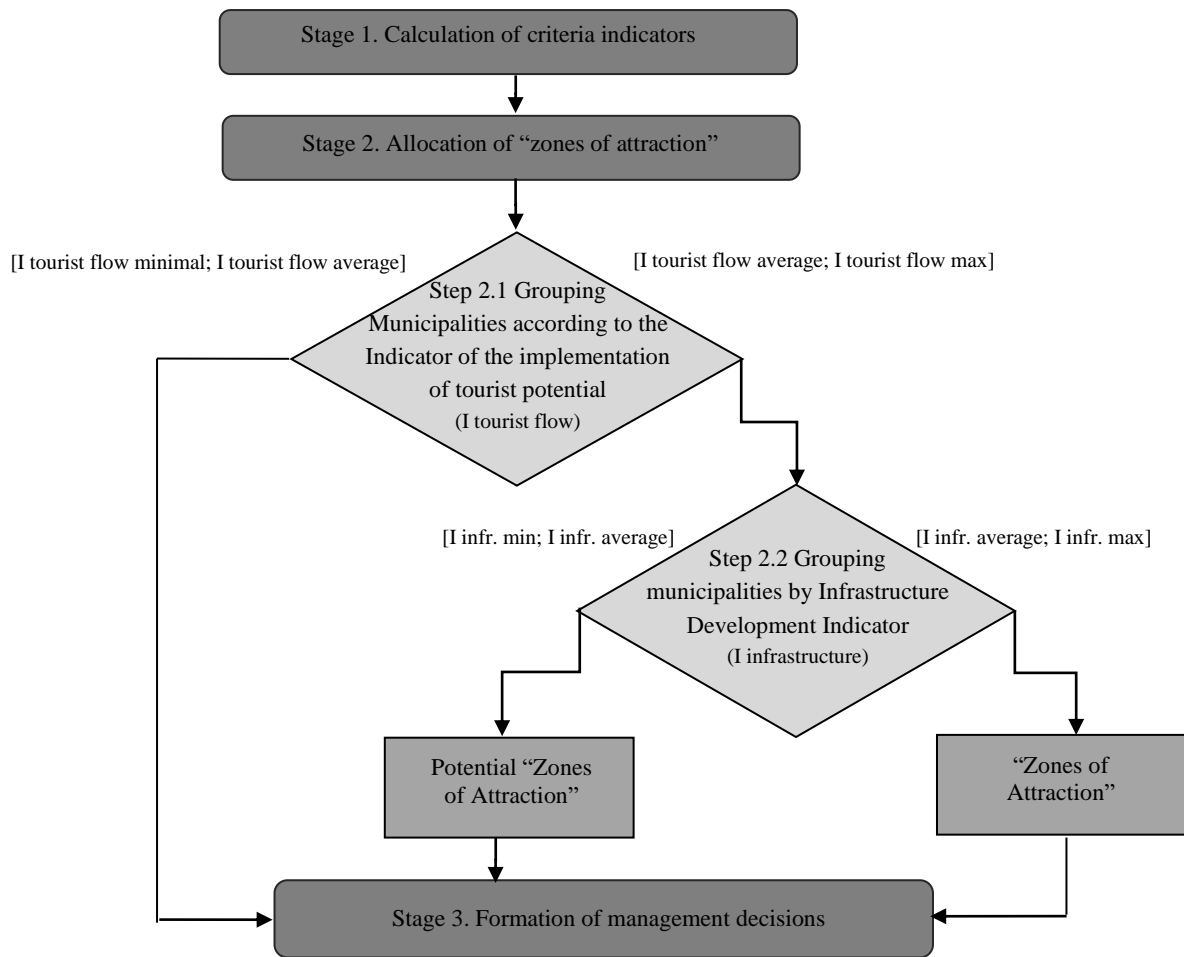 Stage 1. Calculation of criteria indicators
Stage 2. Allocation of “zones of attraction”
[I tourist flow minimal; I tourist flow average]
[I tourist flow average; I tourist flow max]
Step 2.1 Grouping
Municipalities according to the
Indicator of the implementation
of tourist potential
(I tourist flow)
[I infr. min; I infr. average]
[I infr. average; I infr. max]
Step 2.2 Grouping
municipalities by Infrastructure
Development Indicator
(I infrastructure)
Potential “Zones
of Attraction”
“Zones of
Attraction”
Stage 3. Formation of management decisions